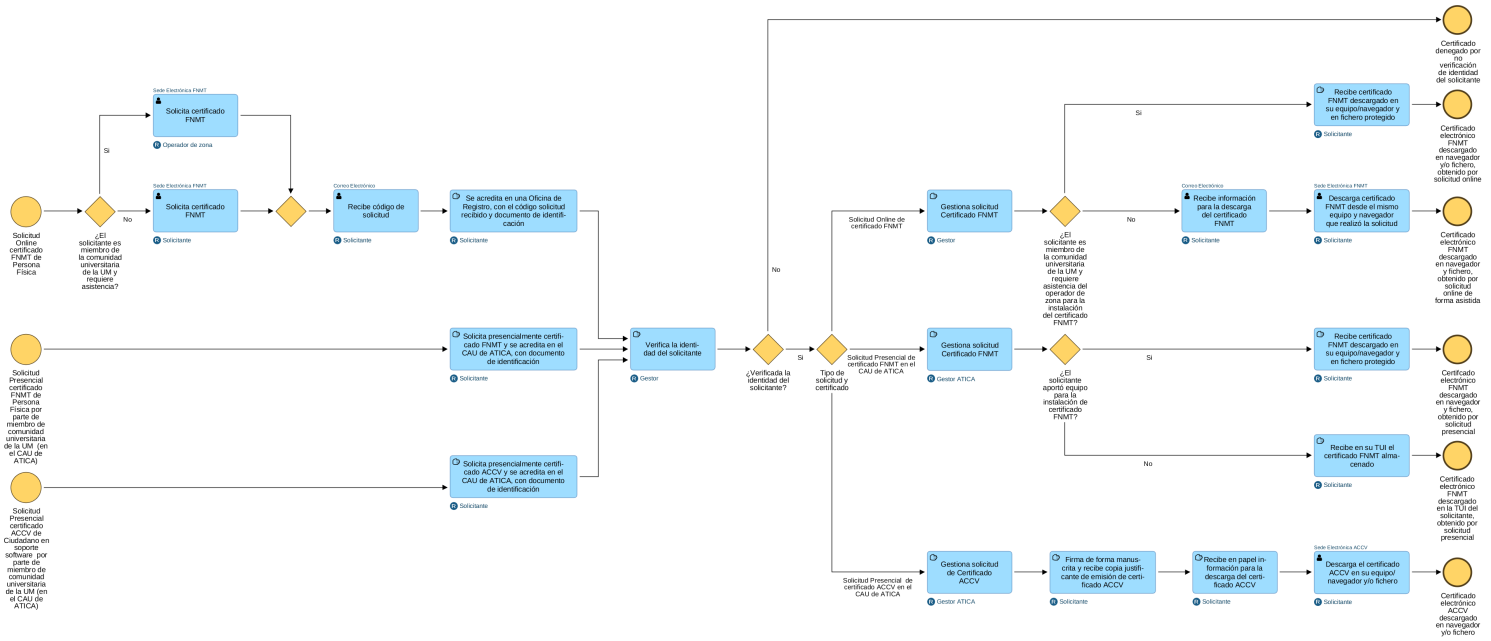 Certificado
denegado por
no
verificación
de identidad
del solicitante
Sede Electrónica FNMT
Solicita certificado
FNMT
Operador de zona
Si
Sede Electrónica FNMT
Solicita certificado
FNMT
Solicitante
No
Solicitud
Online
certificado
FNMT de
Persona
Física
¿El
solicitante es
miembro de
la comunidad
universitaria
de la UM y
requiere
asistencia?
Correo Electrónico
Recibe código de
solicitud
Solicitante
Se acredita en una Oficina de
Registro, con el código solicitud
recibido y documento de identifi-
cación
Solicitante
Solicitud
Presencial
certificado
FNMT de
Persona
Física por
parte de
miembro de
comunidad
universitaria
de la UM (en
el CAU de
ATICA)
Solicita presencialmente certifi-
cado FNMT y se acredita en el
CAU de ATICA, con documento
de identificación
Solicitante
Solicitud
Presencial
certificado
ACCV de
Ciudadano en
soporte
software por
parte de
miembro de
comunidad
universitaria
de la UM (en
el CAU de
ATICA)
Solicita presencialmente certifi-
cado ACCV y se acredita en el
CAU de ATICA, con documento
de identificación
Solicitante
Verifica la identi-
dad del solicitante
Gestor
¿Verificada la
identidad del
solicitante?
No
Si
Tipo de
solicitud y
certificado
Solicitud Online de
certificado FNMT
Gestiona solicitud
Certificado FNMT
Gestor
¿El
solicitante es
miembro de
la comunidad
universitaria
de la UM y
requiere
asistencia del
operador de
zona para la
instalación
del certificado
FNMT?
Si
Recibe certificado
FNMT descargado en
su equipo/navegador y
en fichero protegido
Solicitante
Certificado
electrónico
FNMT
descargado
en navegador
y/o fichero,
obtenido por
solicitud online
No
Correo Electrónico
Recibe información
para la descarga
del certificado
FNMT
Solicitante
Sede Electrónica FNMT
Descarga certificado
FNMT desde el mismo
equipo y navegador
que realizó la solicitud
Solicitante
Certificado
electrónico
FNMT
descargado
en navegador
y fichero,
obtenido por
solicitud
online de
forma asistida
Solicitud Presencial de
certificado FNMT en el
CAU de ATICA
Gestiona solicitud
Certificado FNMT
Gestor ATICA
¿El
solicitante
aportó equipo
para la
instalación de
certificado
FNMT?
Si
Recibe certificado
FNMT descargado en
su equipo/navegador y
en fichero protegido
Solicitante
Certifcado
electrónico
FNMT
descargado
en navegador
y fichero,
obtenido por
solicitud
presencial
No
Recibe en su TUI el
certificado FNMT alma-
cenado
Solicitante
Certificado
electrónico
FNMT
descargado
en la TUI del
solicitante,
obtenido por
solicitud
presencial
Solicitud Presencial de
certificado ACCV en el
CAU de ATICA
Gestiona solicitud
de Certificado
ACCV
Gestor ATICA
Firma de forma manus-
crita y recibe copia justifi-
cante de emisión de certi-
ficado ACCV
Solicitante
Recibe en papel in-
formación para la
descarga del certi-
ficado ACCV
Solicitante
Sede Electrónica ACCV
Descarga el certificado
ACCV en su equipo/
navegador y/o fichero
Solicitante
Certificado
electrónico
ACCV
descargado
en navegador
y/o fichero